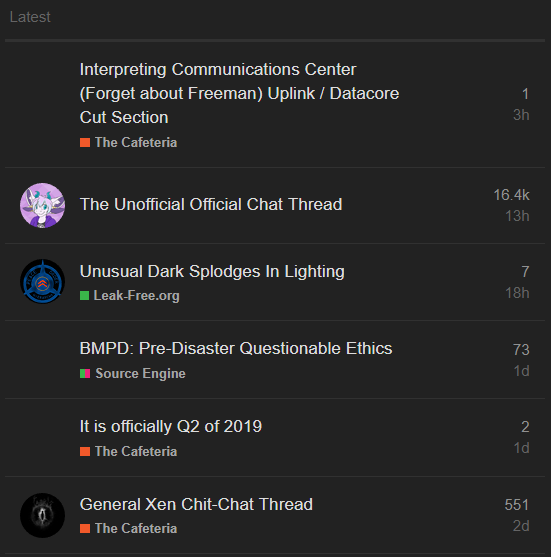 Latest
Interpreting Communications Center
(Forget about Freeman) Uplink / Datacore
Cut Section
1
The Cafeteria
3h
The Unofficial Official Chat Thread
16.4k
13h
Unusual Dark Splodges In Lighting
7
Leak-Free.org
18h
BMPD: Pre-Disaster Questionable Ethics
73
Source Engine
1d
It is officially Q2 of 2019
2
The Cafeteria
1d
General Xen Chit-Chat Thread
551
The Cafeteria
2d